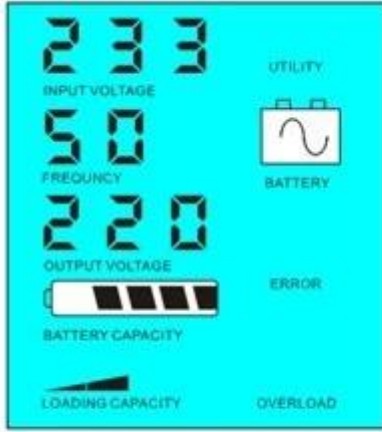 233
UTILITY
INPUT VOLTAGE
50
FREQUNCY
BATTERY
220
OUTPUT VOLTAGE
ERROR
BATTERY CAPACITY
LOADING CAPACITY
OVERLOAD